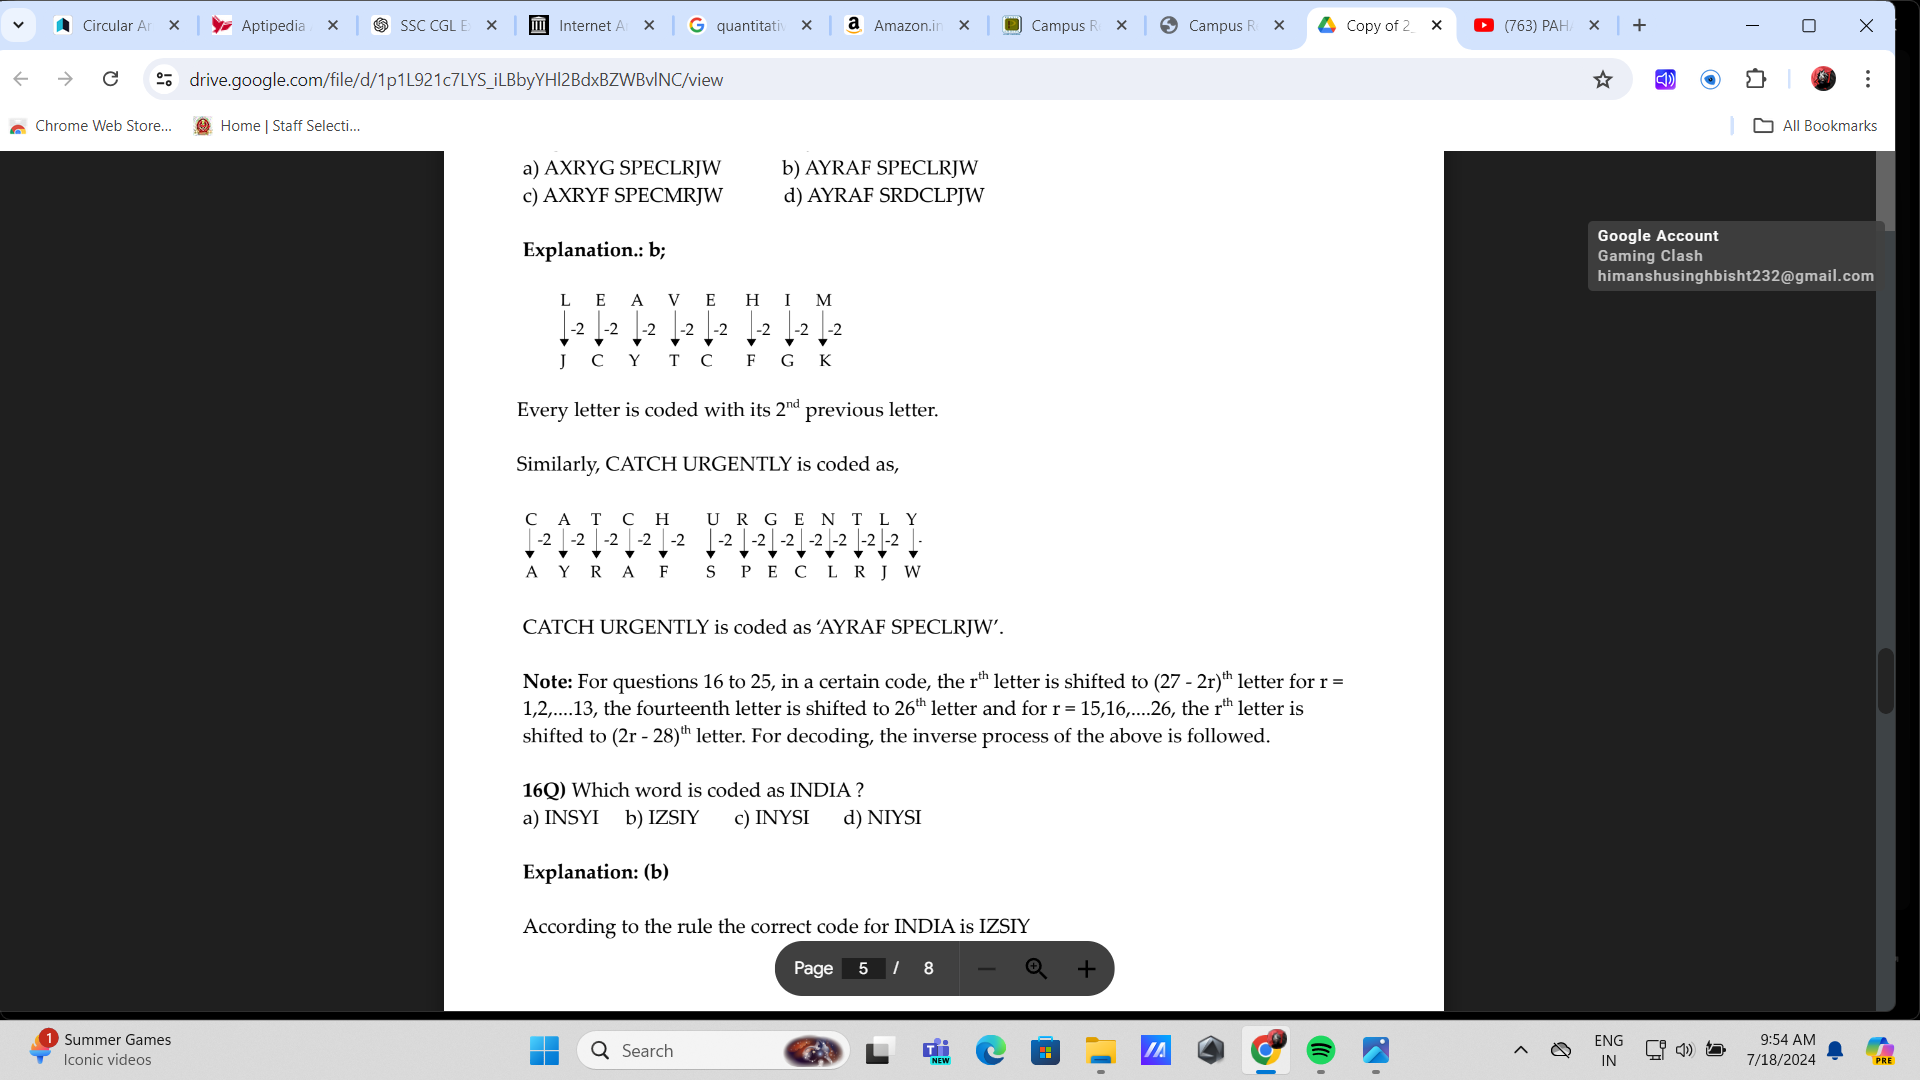 Circular Ar
Aptipedia
SSC CGL E
Internet A
quantitativ
Amazon.in
Campus R
Campus R
Copy of 2_
(763) PAH
drive.google.com/file/d/1p1L921c7LYS_iLBbyYHl2BdxBZWBvlNC/view
Chrome Web Store...
Home | Staff Selecti...
All Bookmarks
Google Account
Gaming Clash
himanshusinghbisht232@gmail.com
a) AXRYG SPECLRJW b) AYRAF SPECLRJW
c) AXRYF SPECMRJW d) AYRAF SRDCLPJW
Explanation.: b;
L E A V E H I M
-2 -2 -2 -2 -2 -2 -2 -2
J C Y T C F G K
Every letter is coded with its 2nd previous letter.
Similarly, CATCH URGENTLY is coded as,
C A T C H U R G E N T L Y
-2 -2 -2 -2 -2 -2 -2 -2 -2 -2 -2 -2 -
A Y R A F S P E C L R J W
CATCH URGENTLY is coded as ‘AYRAF SPECLRJW’.
Note: For questions 16 to 25, in a certain code, the rth letter is shifted to (27 - 2r)th letter for r =
1,2,....13, the fourteenth letter is shifted to 26th letter and for r = 15,16,....26, the rth letter is
shifted to (2r - 28)th letter. For decoding, the inverse process of the above is followed.
16Q) Which word is coded as INDIA ?
a) INSYI b) IZSIY c) INYSI d) NIYSI
Explanation: (b)
According to the rule the correct code for INDIA is IZSIY
Page 5 / 8
1
Summer Games
Iconic videos
Search
NEW
ENG
IN
9:54 AM
7/18/2024
PRE